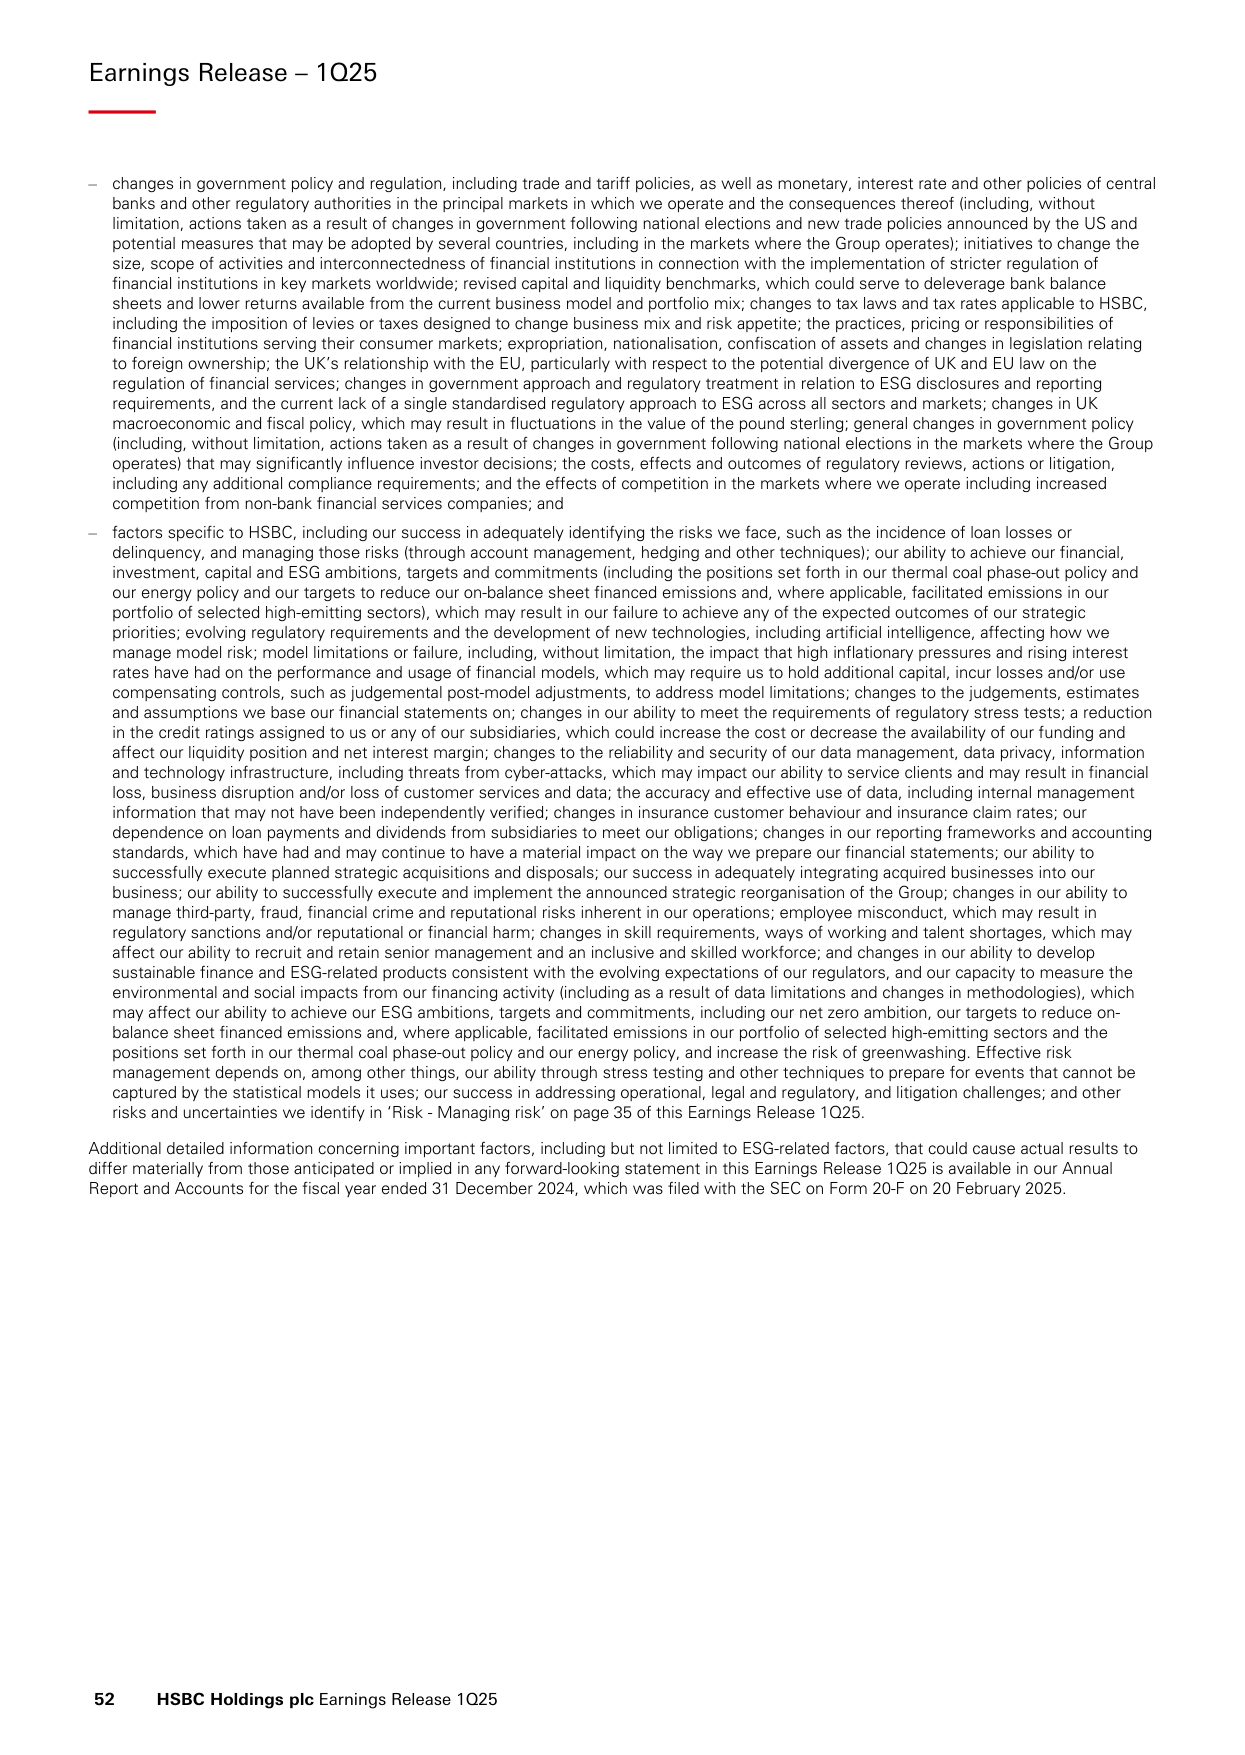 Earnings Release – 1Q25
– changes in government policy and regulation, including trade and tariff policies, as well as monetary, interest rate and other policies of central
banks and other regulatory authorities in the principal markets in which we operate and the consequences thereof (including, without
limitation, actions taken as a result of changes in government following national elections and new trade policies announced by the US and
potential measures that may be adopted by several countries, including in the markets where the Group operates); initiatives to change the
size, scope of activities and interconnectedness of financial institutions in connection with the implementation of stricter regulation of
financial institutions in key markets worldwide; revised capital and liquidity benchmarks, which could serve to deleverage bank balance
sheets and lower returns available from the current business model and portfolio mix; changes to tax laws and tax rates applicable to HSBC,
including the imposition of levies or taxes designed to change business mix and risk appetite; the practices, pricing or responsibilities of
financial institutions serving their consumer markets; expropriation, nationalisation, confiscation of assets and changes in legislation relating
to foreign ownership; the UK’s relationship with the EU, particularly with respect to the potential divergence of UK and EU law on the
regulation of financial services; changes in government approach and regulatory treatment in relation to ESG disclosures and reporting
requirements, and the current lack of a single standardised regulatory approach to ESG across all sectors and markets; changes in UK
macroeconomic and fiscal policy, which may result in fluctuations in the value of the pound sterling; general changes in government policy
(including, without limitation, actions taken as a result of changes in government following national elections in the markets where the Group
operates) that may significantly influence investor decisions; the costs, effects and outcomes of regulatory reviews, actions or litigation,
including any additional compliance requirements; and the effects of competition in the markets where we operate including increased
competition from non-bank financial services companies; and
– factors specific to HSBC, including our success in adequately identifying the risks we face, such as the incidence of loan losses or
delinquency, and managing those risks (through account management, hedging and other techniques); our ability to achieve our financial,
investment, capital and ESG ambitions, targets and commitments (including the positions set forth in our thermal coal phase-out policy and
our energy policy and our targets to reduce our on-balance sheet financed emissions and, where applicable, facilitated emissions in our
portfolio of selected high-emitting sectors), which may result in our failure to achieve any of the expected outcomes of our strategic
priorities; evolving regulatory requirements and the development of new technologies, including artificial intelligence, affecting how we
manage model risk; model limitations or failure, including, without limitation, the impact that high inflationary pressures and rising interest
rates have had on the performance and usage of financial models, which may require us to hold additional capital, incur losses and/or use
compensating controls, such as judgemental post-model adjustments, to address model limitations; changes to the judgements, estimates
and assumptions we base our financial statements on; changes in our ability to meet the requirements of regulatory stress tests; a reduction
in the credit ratings assigned to us or any of our subsidiaries, which could increase the cost or decrease the availability of our funding and
affect our liquidity position and net interest margin; changes to the reliability and security of our data management, data privacy, information
and technology infrastructure, including threats from cyber-attacks, which may impact our ability to service clients and may result in financial
loss, business disruption and/or loss of customer services and data; the accuracy and effective use of data, including internal management
information that may not have been independently verified; changes in insurance customer behaviour and insurance claim rates; our
dependence on loan payments and dividends from subsidiaries to meet our obligations; changes in our reporting frameworks and accounting
standards, which have had and may continue to have a material impact on the way we prepare our financial statements; our ability to
successfully execute planned strategic acquisitions and disposals; our success in adequately integrating acquired businesses into our
business; our ability to successfully execute and implement the announced strategic reorganisation of the Group; changes in our ability to
manage third-party, fraud, financial crime and reputational risks inherent in our operations; employee misconduct, which may result in
regulatory sanctions and/or reputational or financial harm; changes in skill requirements, ways of working and talent shortages, which may
affect our ability to recruit and retain senior management and an inclusive and skilled workforce; and changes in our ability to develop
sustainable finance and ESG-related products consistent with the evolving expectations of our regulators, and our capacity to measure the
environmental and social impacts from our financing activity (including as a result of data limitations and changes in methodologies), which
may affect our ability to achieve our ESG ambitions, targets and commitments, including our net zero ambition, our targets to reduce on-
balance sheet financed emissions and, where applicable, facilitated emissions in our portfolio of selected high-emitting sectors and the
positions set forth in our thermal coal phase-out policy and our energy policy, and increase the risk of greenwashing. Effective risk
management depends on, among other things, our ability through stress testing and other techniques to prepare for events that cannot be
captured by the statistical models it uses; our success in addressing operational, legal and regulatory, and litigation challenges; and other
risks and uncertainties we identify in ‘Risk - Managing risk’ on page 35 of this Earnings Release 1Q25.
Additional detailed information concerning important factors, including but not limited to ESG-related factors, that could cause actual results to
differ materially from those anticipated or implied in any forward-looking statement in this Earnings Release 1Q25 is available in our Annual
Report and Accounts for the fiscal year ended 31 December 2024, which was filed with the SEC on Form 20-F on 20 February 2025.
52 HSBC Holdings plc Earnings Release 1Q25